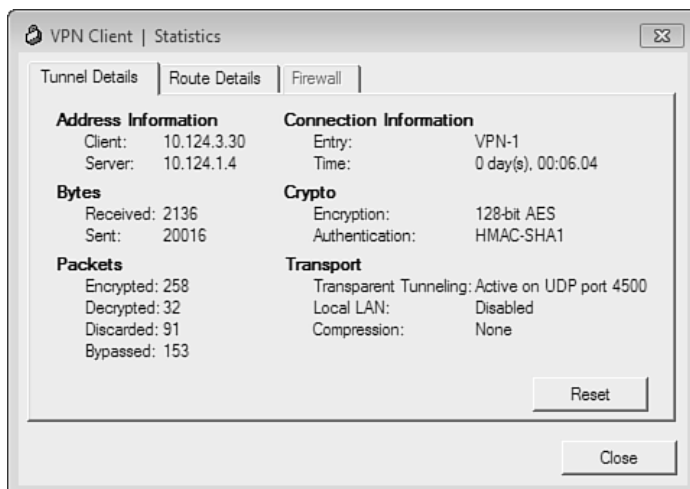 VPN Client | Statistics
Tunnel Details Route Details Firewall
Address Information
Client: 10.124.3.30
Server: 10.124.1.4
Connection Information
Entry: VPN-1
Time: 0 day(s), 00:06.04
Bytes
Received: 2136
Sent: 20016
Crypto
Encryption: 128-bit AES
Authentication: HMAC-SHA1
Packets
Encrypted: 258
Decrypted: 32
Discarded: 91
Bypassed: 153
Transport
Transparent Tunneling: Active on UDP port 4500
Local LAN: Disabled
Compression: None
Reset
Close